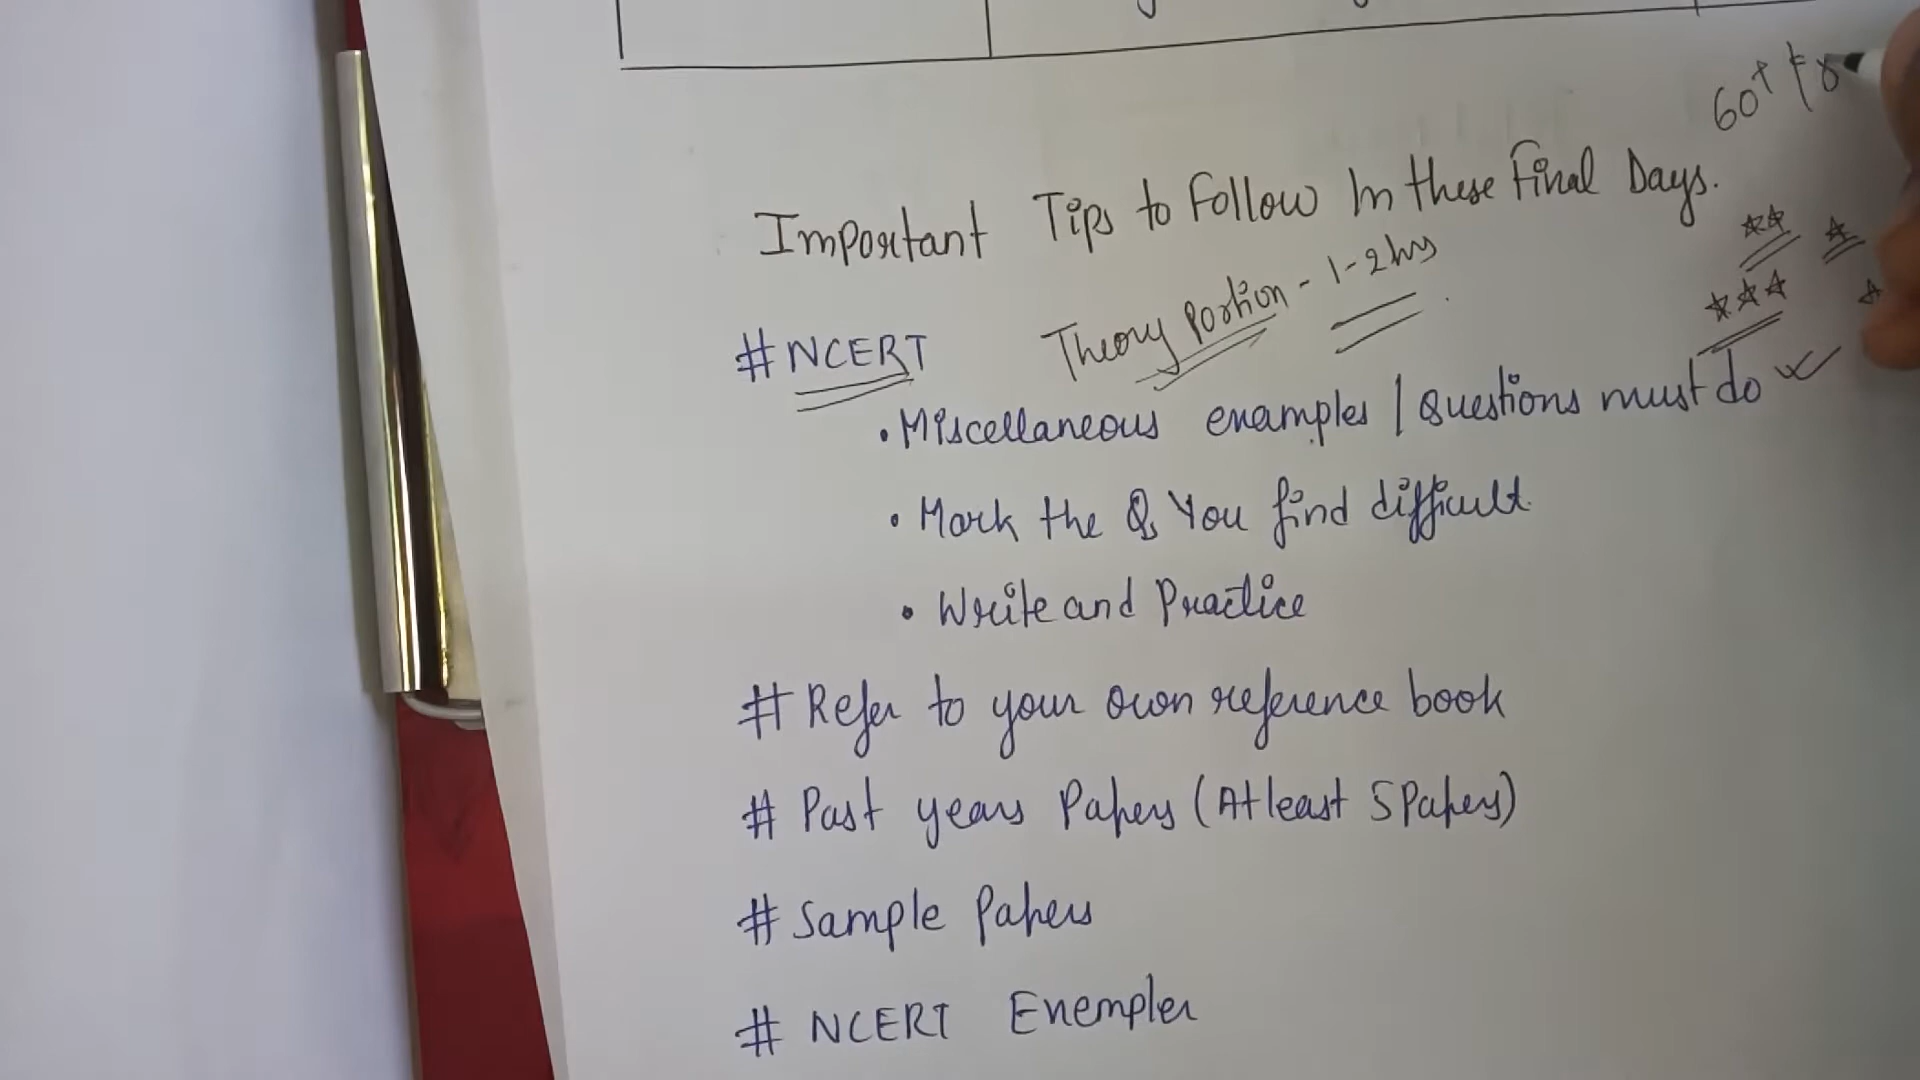 60+
Important Tips to Follow In these Final Days.
Theory Portion - 1-2 hrs
# NCERT
• Miscellaneous examples / Questions must do
• Mark the Qs You find difficult.
• Write and Practice
# Refer to your own reference book
# Past years Papers (Atleast 5 Papers)
# Sample Papers
# NCERT Exempler